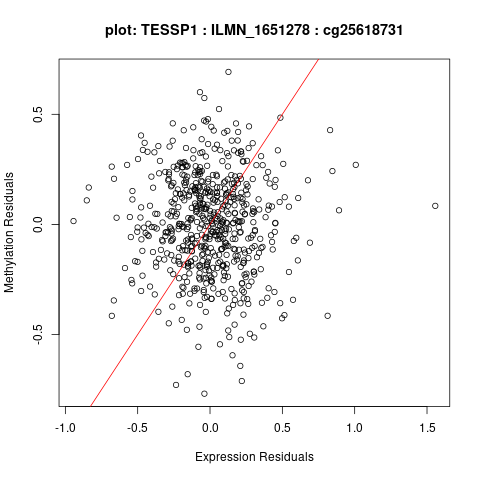 plot: TESSP1 : ILMN_1651278 : cg25618731
Methylation Residuals
0.5
0.0
-0.5
-1.0 -0.5 0.0 0.5 1.0 1.5
Expression Residuals